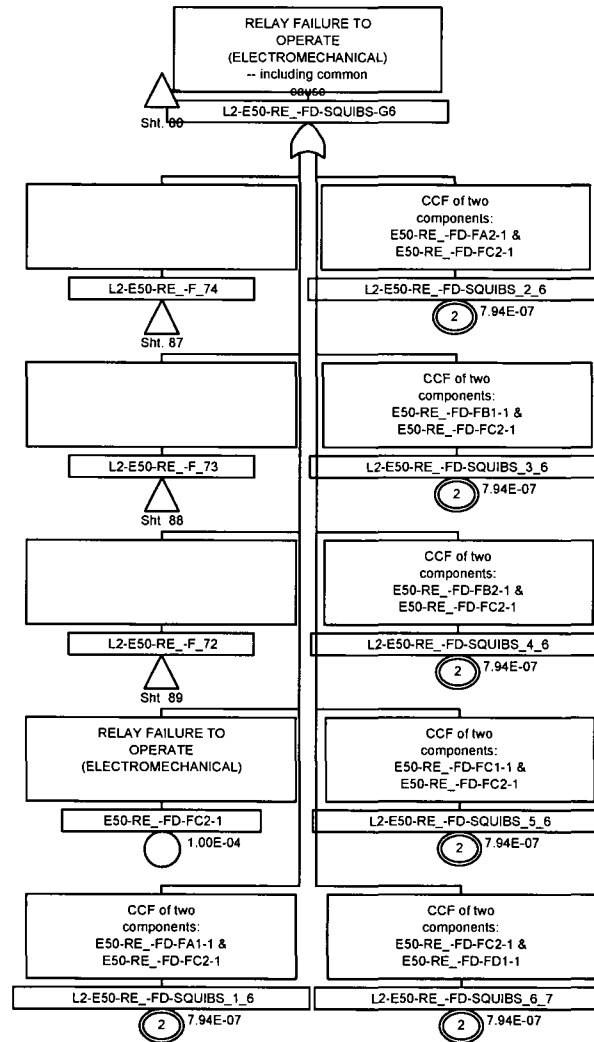 RELAY FAILURE TO
OPERATE
(ELECTROMECHANICAL)
-- including common
cause
L2-E50-RE_-FD-SQUIBS-G6
Sht. 80
L2-E50-RE_-F_74
Sht. 87
CCF of two
components:
E50-RE_-FD-FA2-1 &
E50-RE_-FD-FC2-1
L2-E50-RE_-FD-SQUIBS_2_6
2 7.94E-07
L2-E50-RE_-F_73
Sht 88
CCF of two
components:
E50-RE_-FD-FB1-1 &
E50-RE_-FD-FC2-1
L2-E50-RE_-FD-SQUIBS_3_6
2 7.94E-07
L2-E50-RE_-F_72
Sht 89
CCF of two
components:
E50-RE_-FD-FB2-1 &
E50-RE_-FD-FC2-1
L2-E50-RE_-FD-SQUIBS_4_6
2 7.94E-07
RELAY FAILURE TO
OPERATE
(ELECTROMECHANICAL)
E50-RE_-FD-FC2-1
1.00E-04
CCF of two
components:
E50-RE_-FD-FC1-1 &
E50-RE_-FD-FC2-1
L2-E50-RE_-FD-SQUIBS_5_6
2 7.94E-07
CCF of two
components:
E50-RE_-FD-FA1-1 &
E50-RE_-FD-FC2-1
L2-E50-RE_-FD-SQUIBS_1_6
2 7.94E-07
CCF of two
components:
E50-RE_-FD-FC2-1 &
E50-RE_-FD-FD1-1
L2-E50-RE_-FD-SQUIBS_6_7
2 7.94E-07